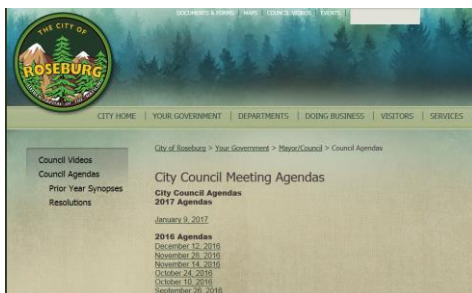 DOCUMENTS & FORMS | MAPS | COUNCIL VIDEOS | EVENTS |
THE CITY OF
ROSEBURG
CITY HOME | YOUR GOVERNMENT | DEPARTMENTS | DOING BUSINESS | VISITORS | SERVICES
City of Roseburg > Your Government > Mayor/Council > Council Agendas
Council Videos
Council Agendas
Prior Year Synopses
Resolutions
City Council Meeting Agendas
City Council Agendas
2017 Agendas
January 9, 2017
2016 Agendas
December 12, 2016
November 28, 2016
November 14, 2016
October 24, 2016
October 10, 2016
September 26, 2016